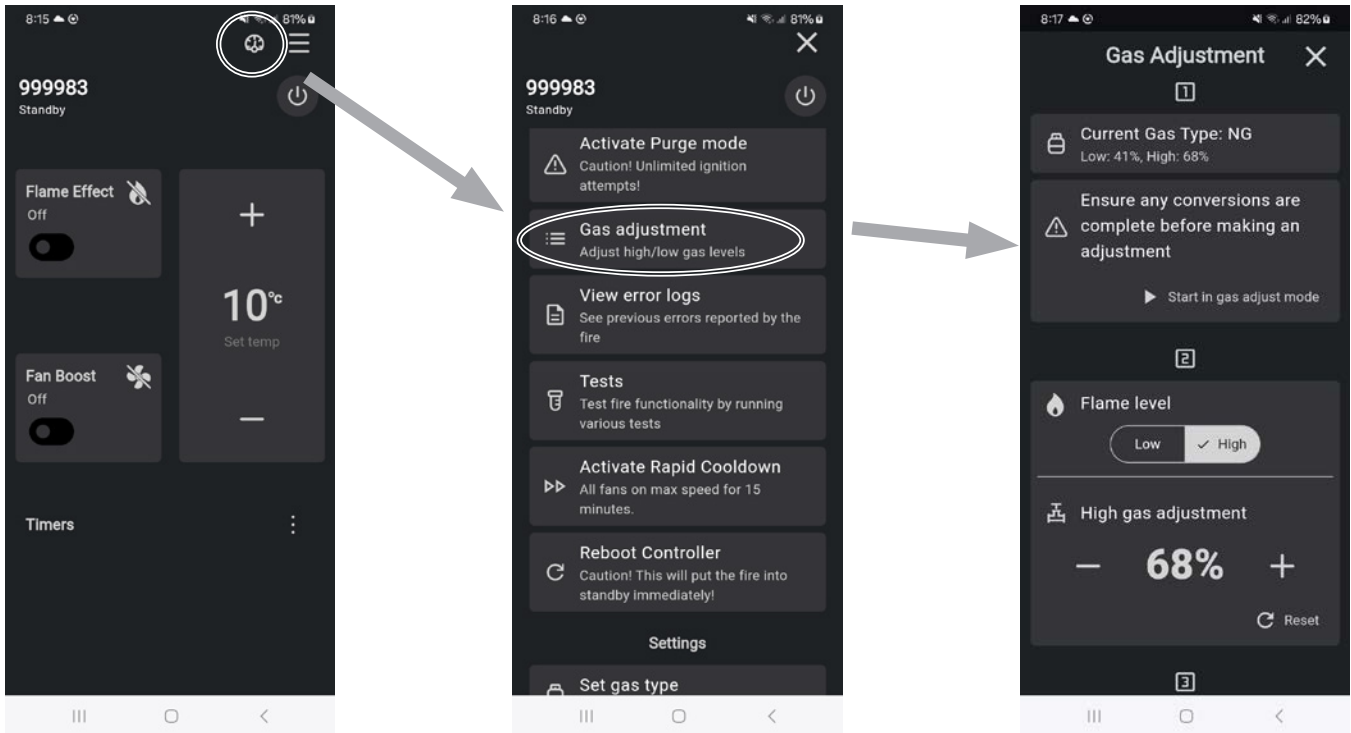 8:15
81%
999983
Standby
Flame Effect
Off
10°c
Set temp
Fan Boost
Off
Timers
8:16
81%
999983
Standby
Activate Purge mode
Caution! Unlimited ignition
attempts!
Gas adjustment
Adjust high/low gas levels
View error logs
See previous errors reported by the
fire
Tests
Test fire functionality by running
various tests
Activate Rapid Cooldown
All fans on max speed for 15
minutes.
Reboot Controller
Caution! This will put the fire into
standby immediately!
Settings
Set gas type
8:17
82%
Gas Adjustment
1
Current Gas Type: NG
Low: 41%, High: 68%
Ensure any conversions are
complete before making an
adjustment
Start in gas adjust mode
2
Flame level
Low High
High gas adjustment
68%
Reset
3